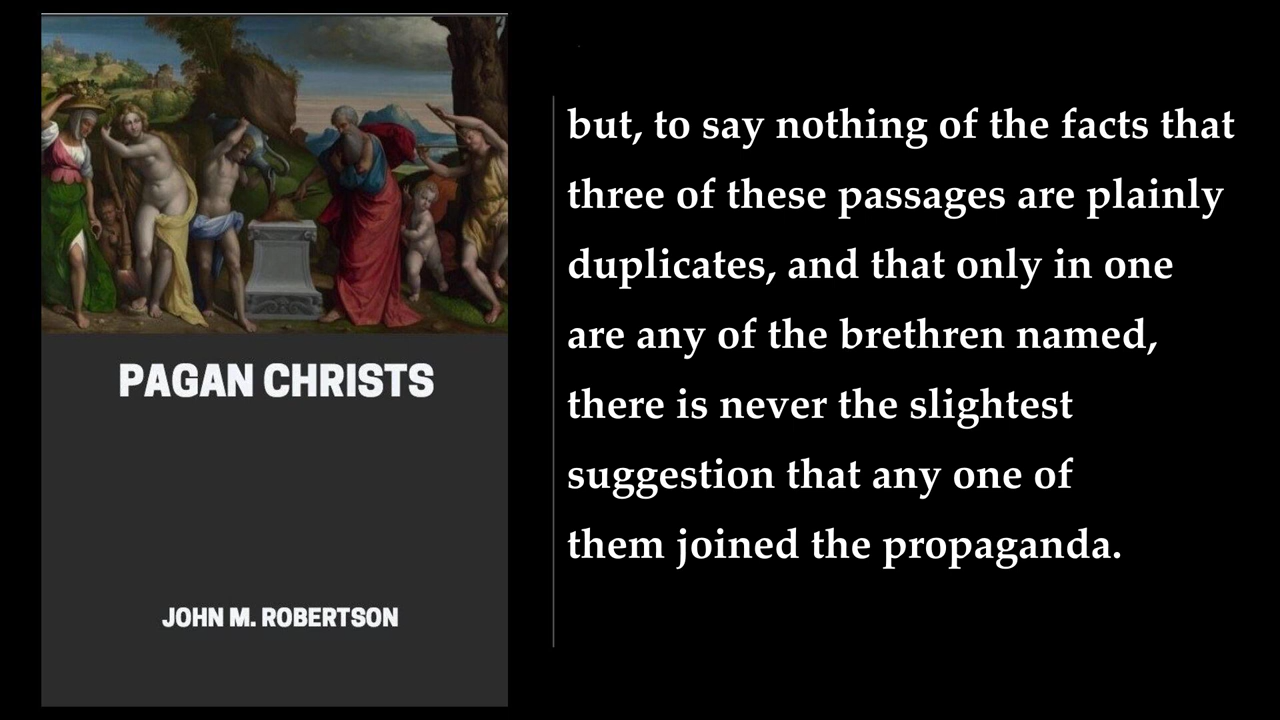 PAGAN CHRISTS
JOHN M. ROBERTSON
but, to say nothing of the facts that
three of these passages are plainly
duplicates, and that only in one
are any of the brethren named,
there is never the slightest
suggestion that any one of
them joined the propaganda.